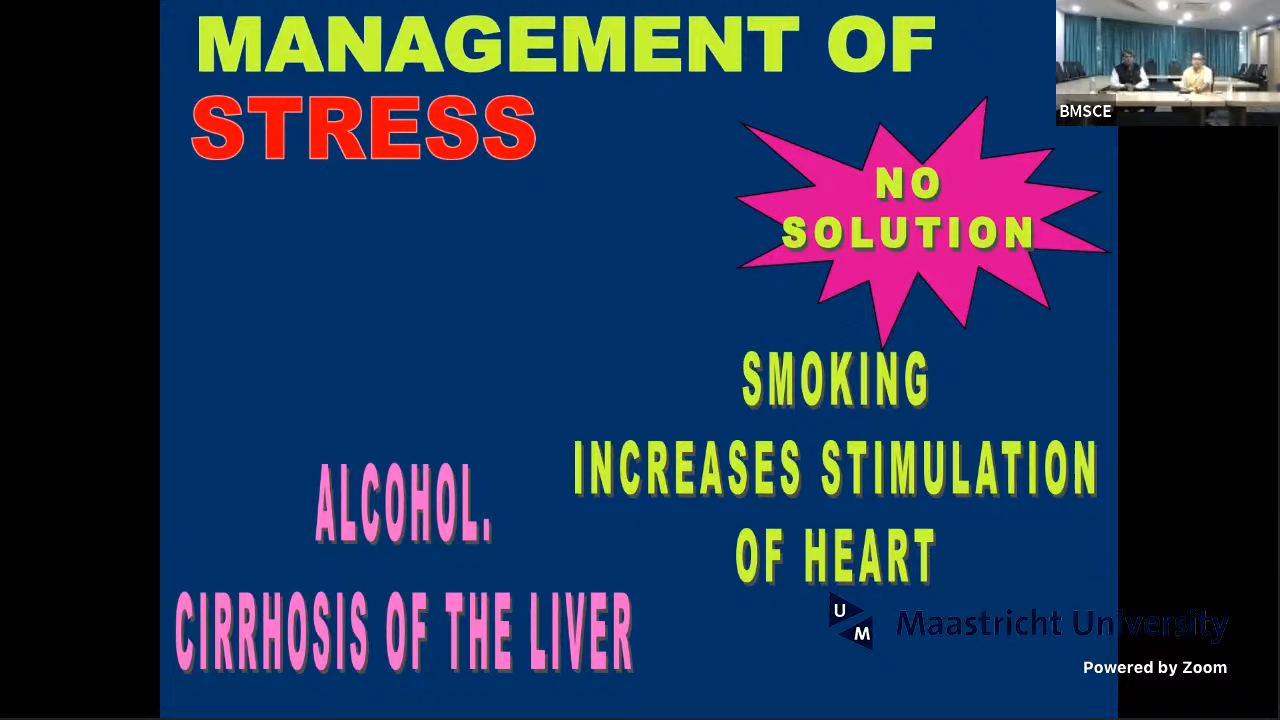 MANAGEMENT OF
STRESS
BMSCE
NO
SOLUTION
SMOKING
INCREASES STIMULATION
OF HEART
ALCOHOL.
CIRRHOSIS OF THE LIVER
U
M
Maastricht University
Powered by Zoom